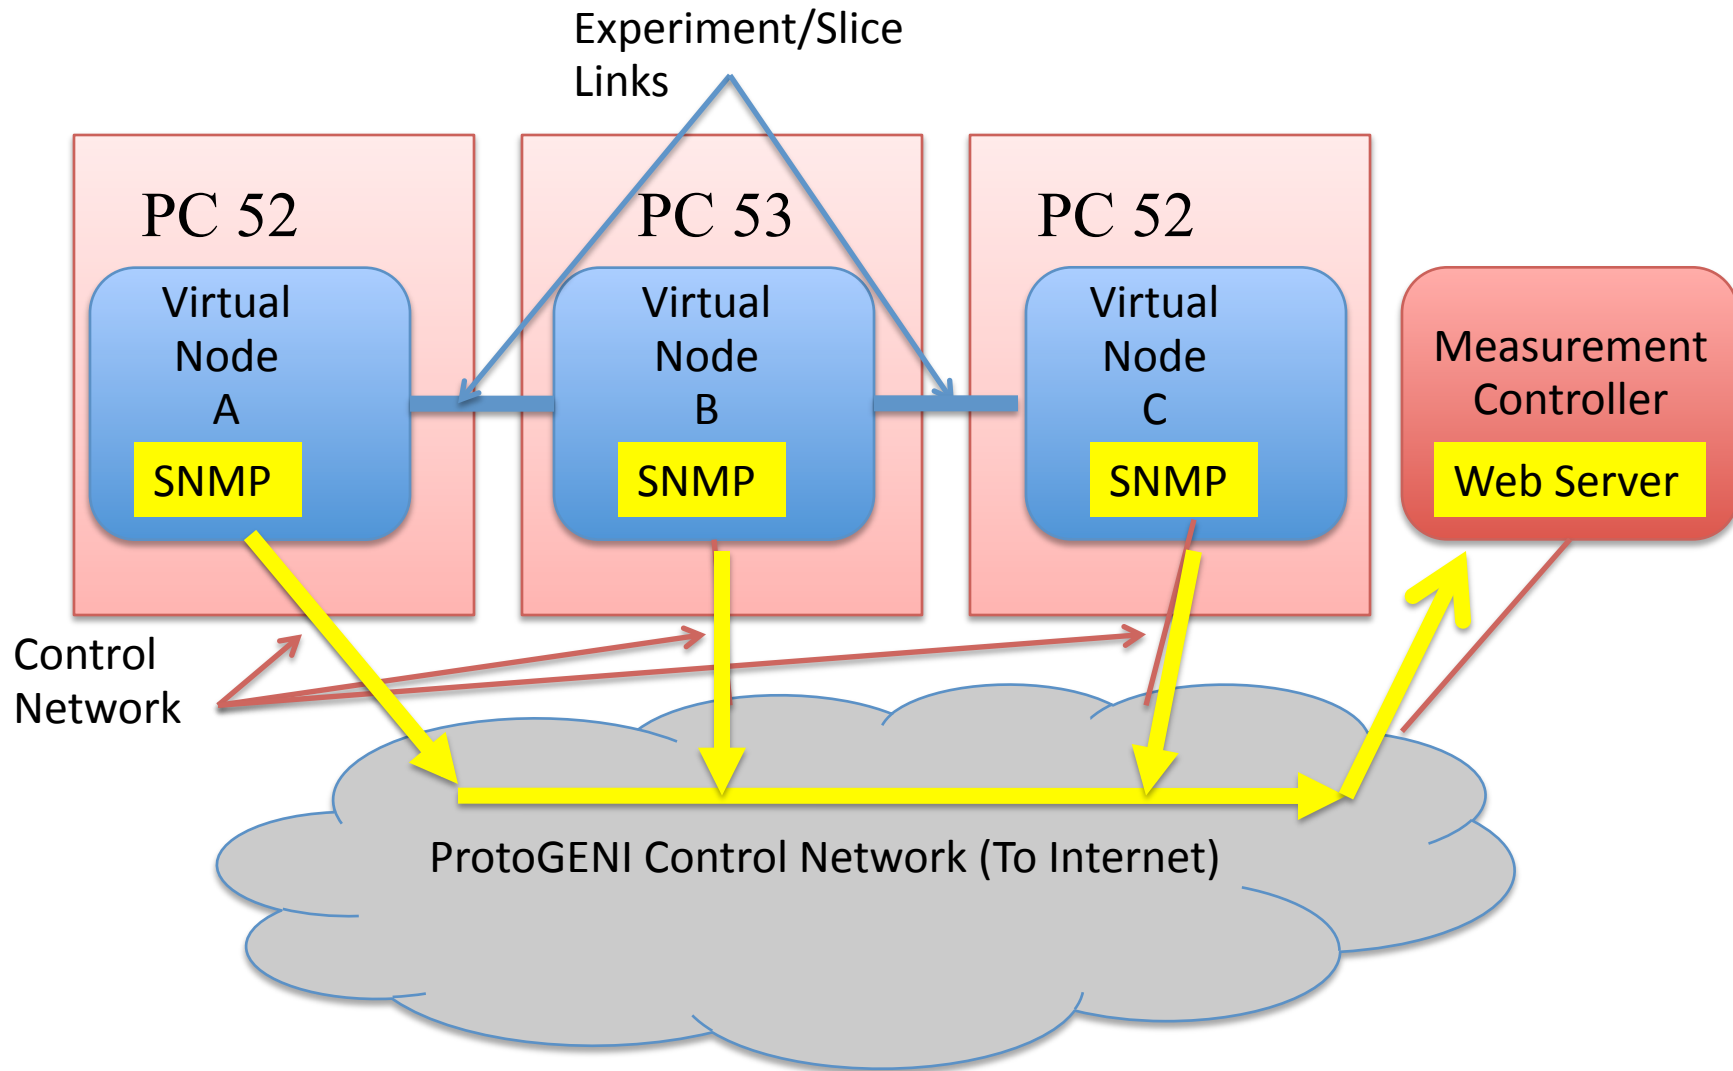 Experiment/Slice
Links
PC 52
PC 53
PC 52
Virtual
Node
A
SNMP
Virtual
Node
B
SNMP
Virtual
Node
C
SNMP
Measurement
Controller
Web Server
Control
Network
ProtoGENI Control Network (To Internet)